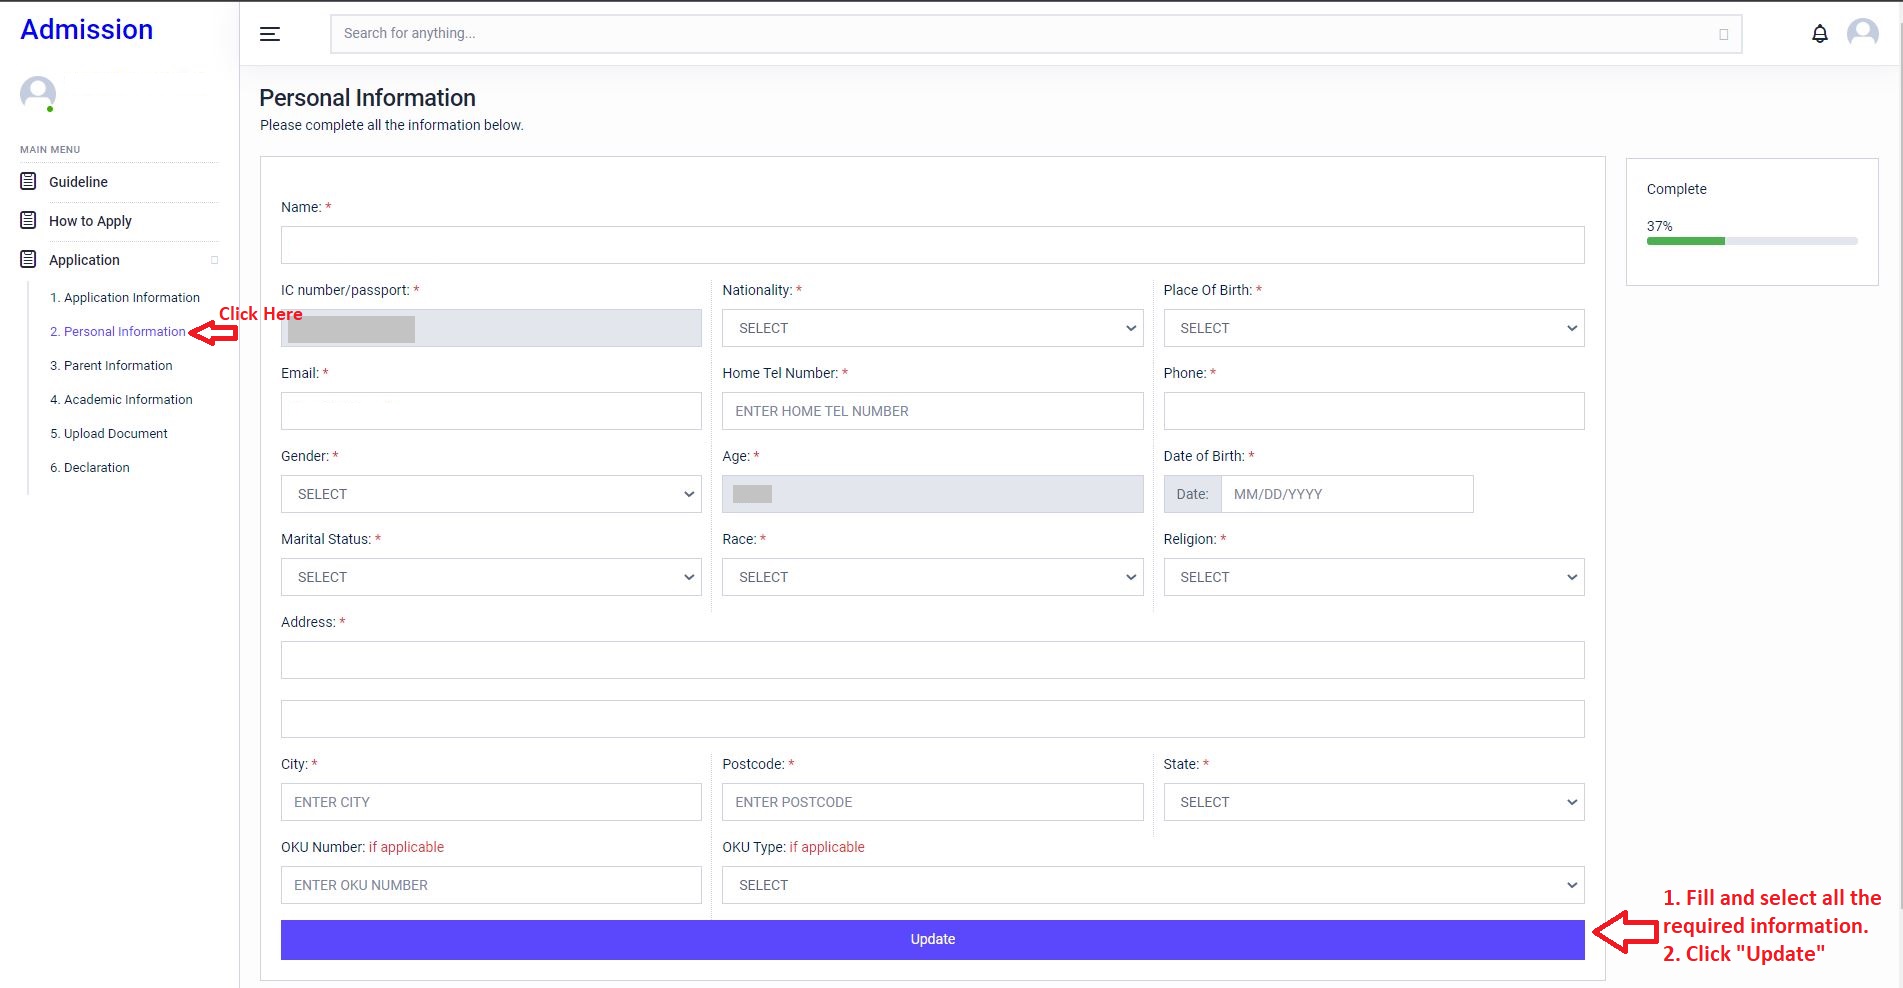 Admission
Search for anything...
MAIN MENU
Guideline
How to Apply
Application
1. Application Information
2. Personal Information
3. Parent Information
4. Academic Information
5. Upload Document
6. Declaration
Click Here
Personal Information
Please complete all the information below.
Name: *
IC number/passport: *
Nationality: *
SELECT
Place Of Birth: *
SELECT
Email: *
Home Tel Number: *
ENTER HOME TEL NUMBER
Phone: *
Gender: *
SELECT
Age: *
Date of Birth: *
Date: MM/DD/YYYY
Marital Status: *
SELECT
Race: *
SELECT
Religion: *
SELECT
Address: *
City: *
ENTER CITY
Postcode: *
ENTER POSTCODE
State: *
SELECT
OKU Number: if applicable
ENTER OKU NUMBER
OKU Type: if applicable
SELECT
Update
Complete
37%
1. Fill and select all the
required information.
2. Click "Update"